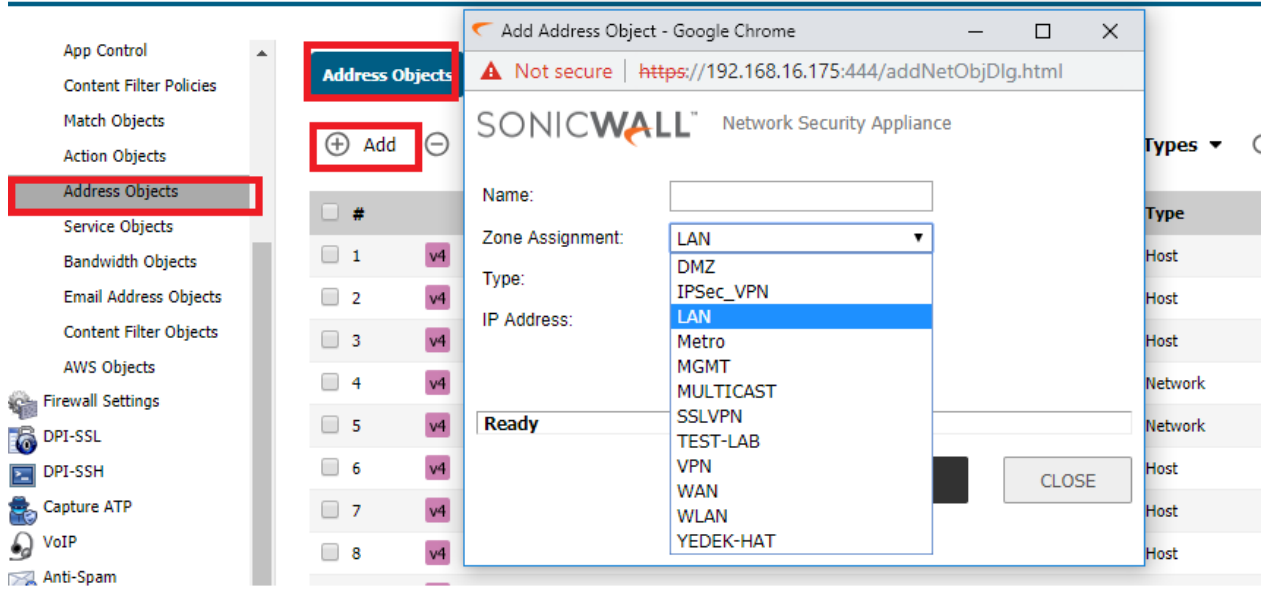 App Control
Content Filter Policies
Match Objects
Action Objects
Address Objects
Service Objects
Bandwidth Objects
Email Address Objects
Content Filter Objects
AWS Objects
Firewall Settings
DPI-SSL
DPI-SSH
Capture ATP
VoIP
Anti-Spam
Address Objects
Add
Types
# Type
1 v4 Host
2 v4 Host
3 v4 Host
4 v4 Network
5 v4 Network
6 v4 Host
7 v4 Host
8 v4 Host
Add Address Object - Google Chrome
Not secure | https://192.168.16.175:444/addNetObjDlg.html
SONICWALL™ Network Security Appliance
Name:
Zone Assignment: LAN
Type:
IP Address:
DMZ
IPSec_VPN
LAN
Metro
MGMT
MULTICAST
SSLVPN
TEST-LAB
VPN
WAN
WLAN
YEDEK-HAT
Ready
CLOSE